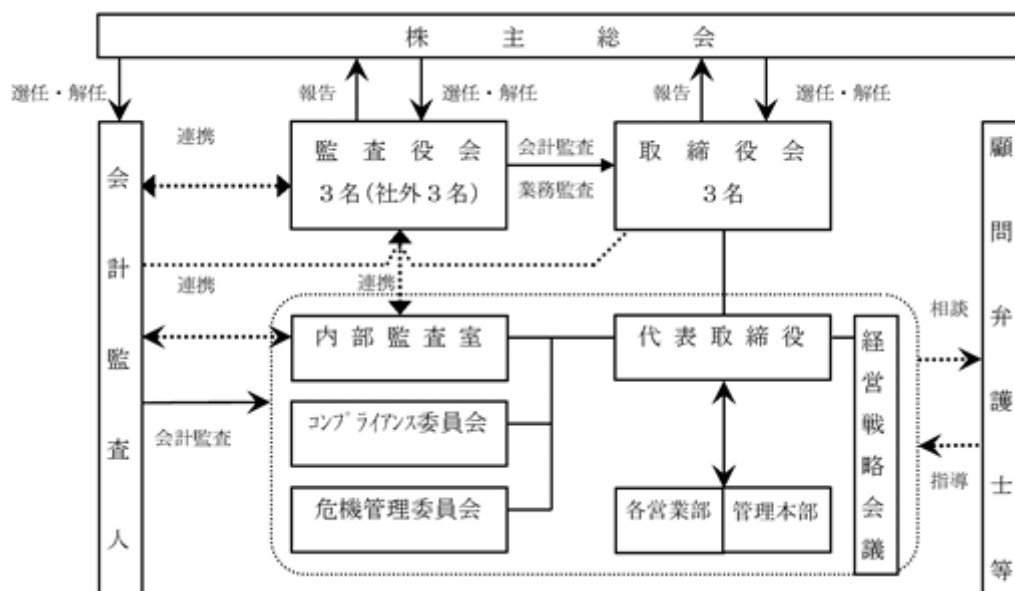 株主総会
選任・解任
報告
選任・解任
報告
選任・解任
会計監査人
連携
監査役会
3名(社外3名)
会計監査
業務監査
取締役会
3名
顧問弁護士等
連携
連携
内部監査室
代表取締役
経営戦略会議
相談
会計監査
コンプライアンス委員会
危機管理委員会
各営業部
管理本部
指導